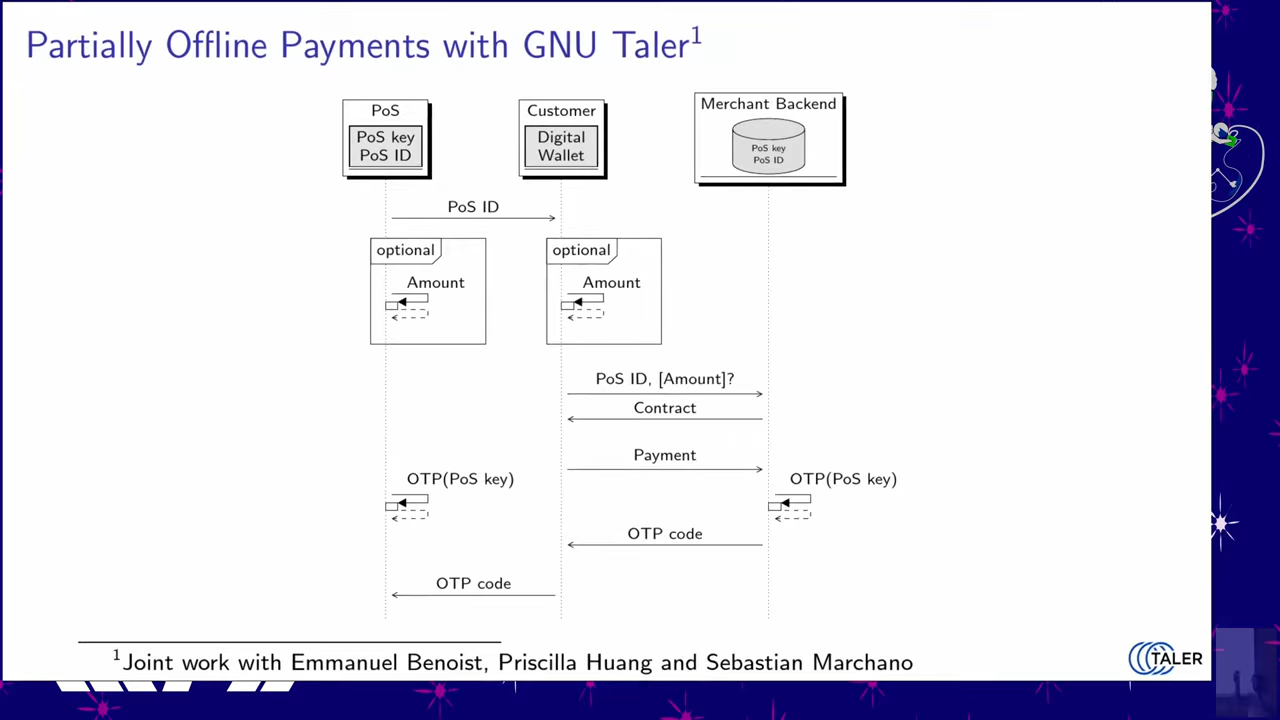 Partially Offline Payments with GNU Taler¹
PoS
PoS key
PoS ID
Customer
Digital
Wallet
Merchant Backend
PoS key
PoS ID
PoS ID
optional
Amount
optional
Amount
PoS ID, [Amount]?
Contract
Payment
OTP(PoS key)
OTP(PoS key)
OTP code
OTP code
¹Joint work with Emmanuel Benoist, Priscilla Huang and Sebastian Marchano
TALER